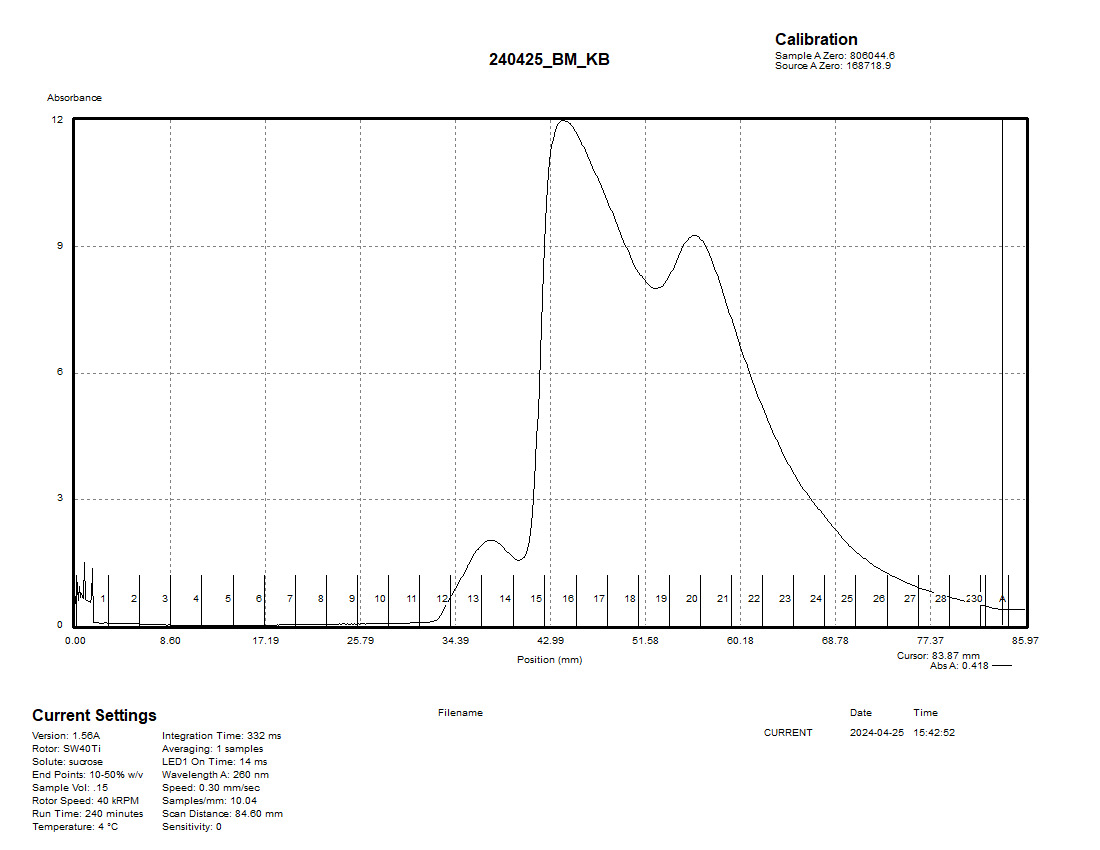 240425_BM_KB
Calibration
Sample A Zero: 806044.6
Source A Zero: 168718.9
Absorbance
12
9
6
3
0
1 2 3 4 5 6 7 8 9 10 11 12 13 14 15 16 17 18 19 20 21 22 23 24 25 26 27 28 230 A
0.00 8.60 17.19 25.79 34.39 42.99 51.58 60.18 68.78 77.37 85.97
Position (mm)
Cursor: 83.87 mm
Abs A: 0.418
Current Settings
Version: 1.56A
Rotor: SW40Ti
Solute: sucrose
End Points: 10-50% w/v
Sample Vol: .15
Rotor Speed: 40 kRPM
Run Time: 240 minutes
Temperature: 4 °C
Integration Time: 332 ms
Averaging: 1 samples
LED1 On Time: 14 ms
Wavelength A: 260 nm
Speed: 0.30 mm/sec
Samples/mm: 10.04
Scan Distance: 84.60 mm
Sensitivity: 0
Filename
Date Time
CURRENT 2024-04-25 15:42:52